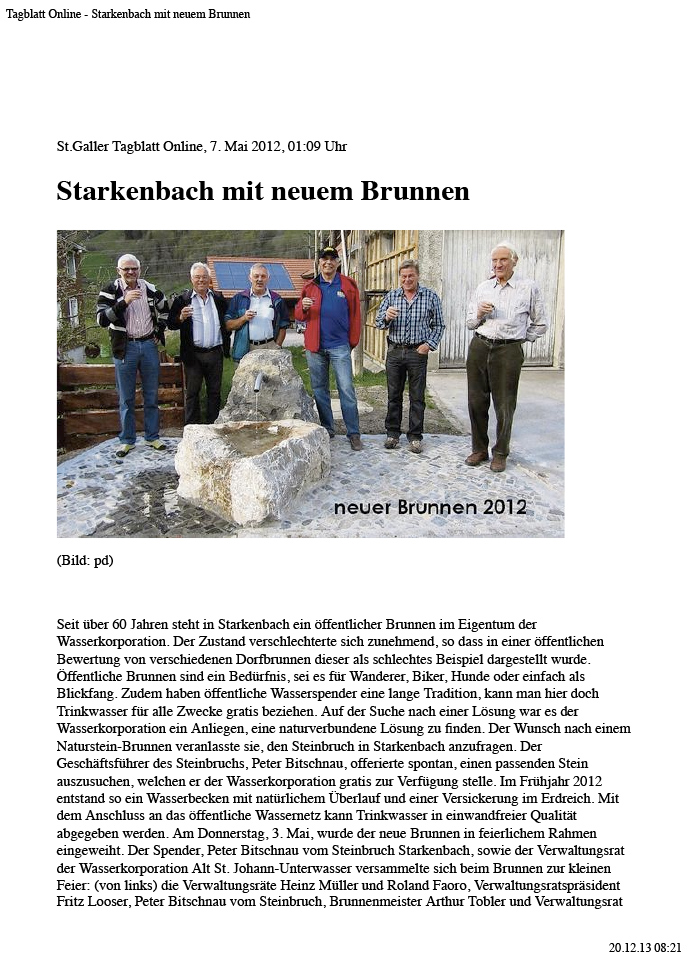 Tagblatt Online - Starkenbach mit neuem Brunnen
St.Galler Tagblatt Online, 7. Mai 2012, 01:09 Uhr
Starkenbach mit neuem Brunnen
neuer Brunnen 2012
(Bild: pd)
Seit über 60 Jahren steht in Starkenbach ein öffentlicher Brunnen im Eigentum der
Wasserkorporation. Der Zustand verschlechterte sich zunehmend, so dass in einer öffentlichen
Bewertung von verschiedenen Dorfbrunnen dieser als schlechtes Beispiel dargestellt wurde.
Öffentliche Brunnen sind ein Bedürfnis, sei es für Wanderer, Biker, Hunde oder einfach als
Blickfang. Zudem haben öffentliche Wasserspender eine lange Tradition, kann man hier doch
Trinkwasser für alle Zwecke gratis beziehen. Auf der Suche nach einer Lösung war es der
Wasserkorporation ein Anliegen, eine naturverbundene Lösung zu finden. Der Wunsch nach einem
Naturstein-Brunnen veranlasste sie, den Steinbruch in Starkenbach anzufragen. Der
Geschäftsführer des Steinbruchs, Peter Bitschnau, offerierte spontan, einen passenden Stein
auszusuchen, welchen er der Wasserkorporation gratis zur Verfügung stelle. Im Frühjahr 2012
entstand so ein Wasserbecken mit natürlichem Überlauf und einer Versickerung im Erdreich. Mit
dem Anschluss an das öffentliche Wassernetz kann Trinkwasser in einwandfreier Qualität
abgegeben werden. Am Donnerstag, 3. Mai, wurde der neue Brunnen in feierlichem Rahmen
eingeweiht. Der Spender, Peter Bitschnau vom Steinbruch Starkenbach, sowie der Verwaltungsrat
der Wasserkorporation Alt St. Johann-Unterwasser versammelte sich beim Brunnen zur kleinen
Feier: (von links) die Verwaltungsräte Heinz Müller und Roland Faoro, Verwaltungsratspräsident
Fritz Looser, Peter Bitschnau vom Steinbruch, Brunnenmeister Arthur Tobler und Verwaltungsrat
20.12.13 08:21